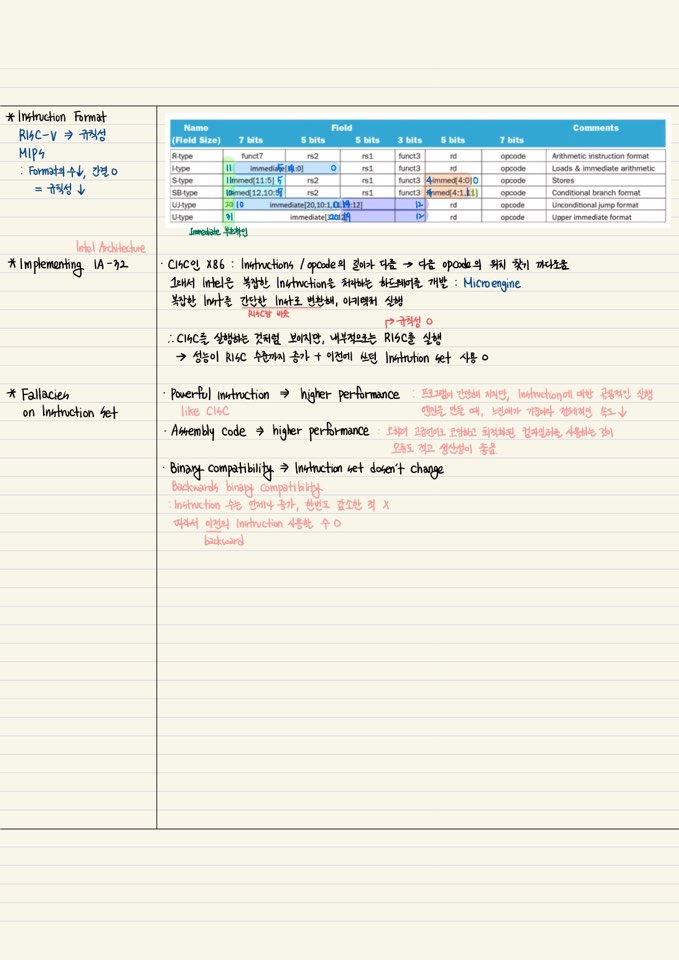 * Instruction Format
RISC-V ⇒ 규칙성
MIPS
: Format의 수↓, 간결 O
= 규칙성 ↓
Name Field Comments
(Field Size) 7 bits 5 bits 5 bits 3 bits 5 bits 7 bits
R-type funct7 rs2 rs1 funct3 rd opcode Arithmetic instruction format
I-type 11 immediate[11:0] 0 rs1 funct3 rd opcode Loads & immediate arithmetic
S-type 11 immed[11:5] 5 rs2 rs1 funct3 4 immed[4:0] 0 opcode Stores
SB-type immed[12,10:5] rs2 rs1 funct3 immed[4:1,11] opcode Conditional branch format
UJ-type 20 10 immediate[20,10:1,11,19:12] 12 rd opcode Unconditional jump format
U-type 31 immediate[31:12] 12 rd opcode Upper immediate format
Immediate 부호확인
Intel Architecture
* Implementing IA-32
· CISC인 X86 : Instructions / opcode의 길이가 다름 → 다음 opcode의 위치 찾기 까다로움
그래서 Intel은 복잡한 Instruction을 처리하는 하드웨어를 개발 : Microengine
복잡한 Inst를 간단한 Inst로 변환해, 아키텍처 실행
RISC랑 비슷
↱ 규칙성 O
∴ CISC을 실행하는 것처럼 보이지만, 내부적으로는 RISC를 실행
→ 성능이 RISC 수준까지 증가 + 이전에 쓰던 Instrution set 사용 O
* Fallacies
on Instruction Set
· Powerful instruction ⇒ higher performance : 프로그램이 간단해 지지만, Instruction에 대한 공통적인 실행
like CISC
엔진을 만들 때, 전체적인 속도↓
· Assembly code ⇒ higher performance : 오히려 고급언어로 코딩하고 최적화된 컴파일러를 사용하는 것이
오류도 적고 생산성이 좋음
· Binary compatibility ⇒ Instruction set dosen't change
Backwards binary compatibility
: Instruction 수는 언제나 증가, 한번도 감소한 적 X
따라서 이전의 Instruction 사용할 수 O
backward